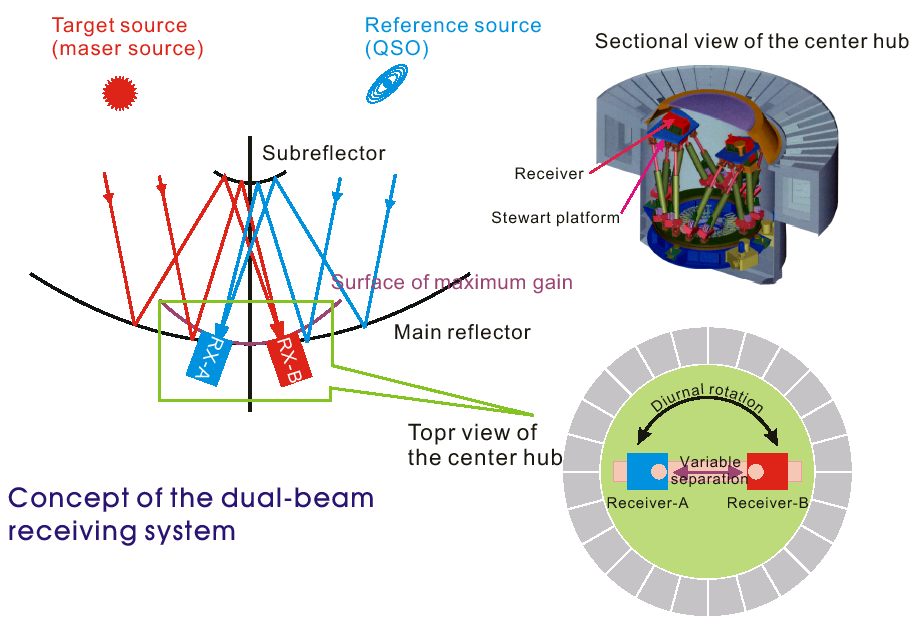 Target source
(maser source)
Reference source
(QSO)
Sectional view of the center hub
Subreflector
Receiver
Stewart platform
Surface of maximum gain
Main reflector
RX-A
RX-B
Topr view of
the center hub
Diurnal rotation
Variable
separation
Receiver-A
Receiver-B
Concept of the dual-beam
receiving system